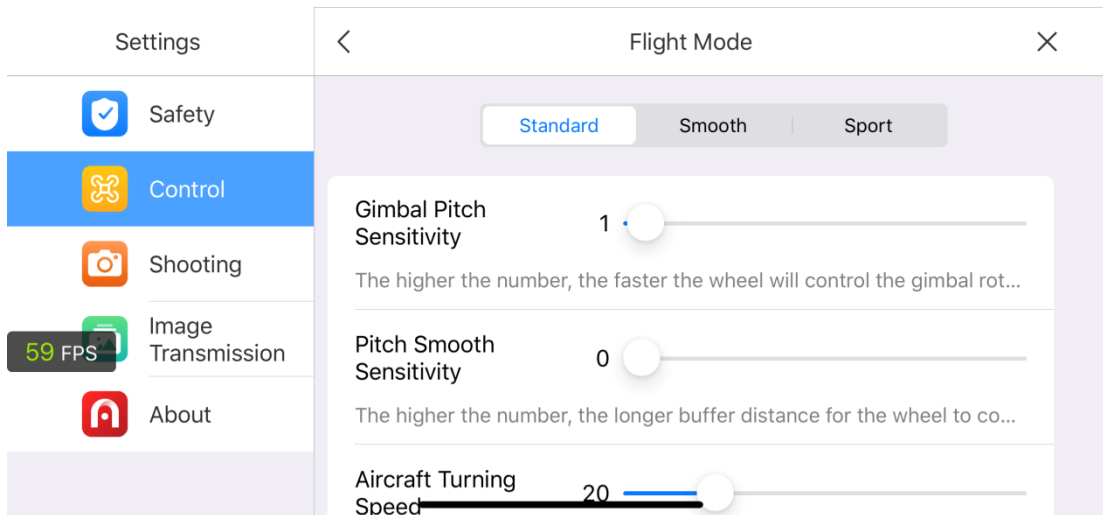 Settings
Flight Mode
Safety
Control
Shooting
Image
Transmission
59 FPS
About
Standard
Smooth
Sport
Gimbal Pitch
Sensitivity
1
The higher the number, the faster the wheel will control the gimbal rot...
Pitch Smooth
Sensitivity
0
The higher the number, the longer buffer distance for the wheel to co...
Aircraft Turning
Speed
20